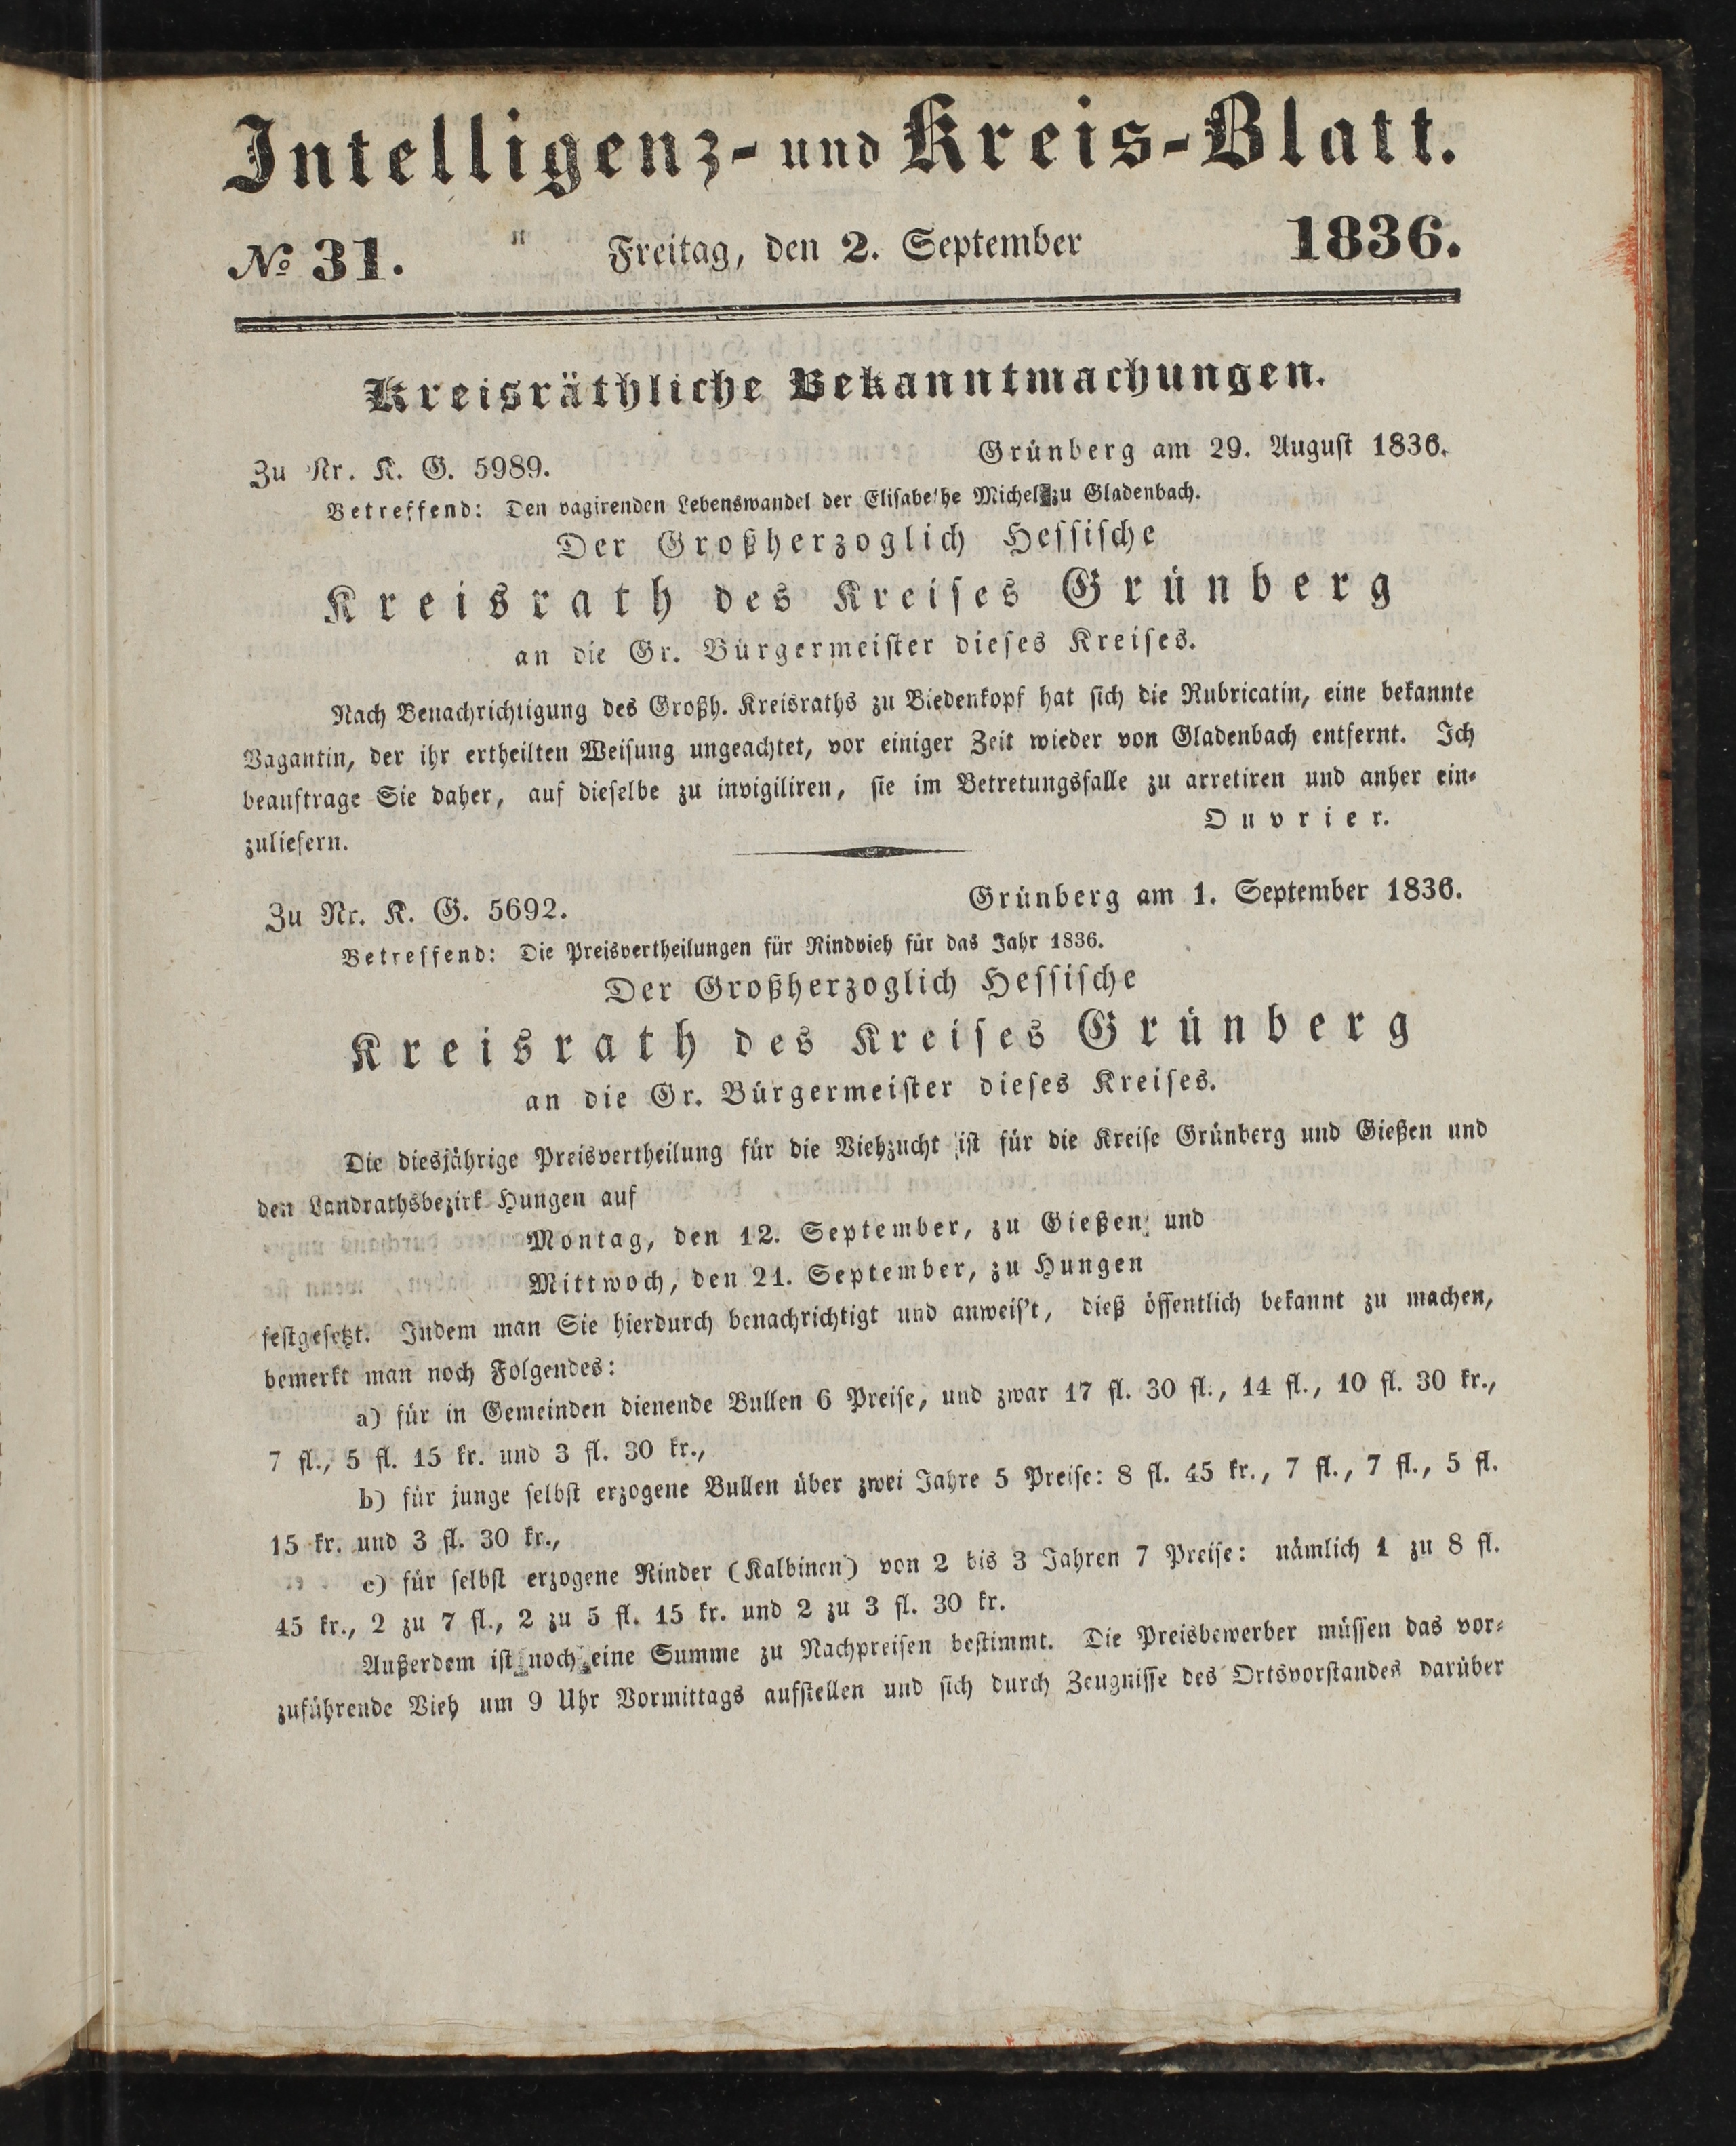 Intelligenz- und Kreis-Blatt.
№ 31. Freitag, den 2. September 1836.
Kreisräthliche Bekanntmachungen.
Zu Nr. K. G. 5989. Grünberg am 29. August 1836.
Betreffend: Den vagirenden Lebenswandel der Elisabethe Michel zu Gladenbach.
Der Großherzoglich Hessische
Kreisrath des Kreises Grünberg
an die Gr. Bürgermeister dieses Kreises.
Nach Benachrichtigung des Großh. Kreisraths zu Biedenkopf hat sich die Rubricatin, eine bekannte
Vagantin, der ihr ertheilten Weisung ungeachtet, vor einiger Zeit wieder von Gladenbach entfernt. Ich
beauftrage Sie daher, auf dieselbe zu invigiliren, sie im Betretungsfalle zu arretiren und anher ein-
zuliefern.
Ouvrier.
Zu Nr. K. G. 5692. Grünberg am 1. September 1836.
Betreffend: Die Preisvertheilungen für Rindvieh für das Jahr 1836.
Der Großherzoglich Hessische
Kreisrath des Kreises Grünberg
an die Gr. Bürgermeister dieses Kreises.
Die diesjährige Preisvertheilung für die Viehzucht ist für die Kreise Grünberg und Gießen und
den Landrathsbezirk Hungen auf
Montag, den 12. September, zu Gießen und
Mittwoch, den 21. September, zu Hungen
festgesetzt. Indem man Sie hierdurch benachrichtigt und anweis't, dieß öffentlich bekannt zu machen,
bemerkt man noch Folgendes:
a) für in Gemeinden dienende Bullen 6 Preise, und zwar 17 fl. 30 fl., 14 fl., 10 fl. 30 kr.,
7 fl., 5 fl. 15 kr. und 3 fl. 30 kr.,
b) für junge selbst erzogene Bullen über zwei Jahre 5 Preise: 8 fl. 45 kr., 7 fl., 7 fl., 5 fl.
15 kr. und 3 fl. 30 kr.,
c) für selbst erzogene Rinder (Kalbinen) von 2 bis 3 Jahren 7 Preise: nämlich 1 zu 8 fl.
45 kr., 2 zu 7 fl., 2 zu 5 fl. 15 kr. und 2 zu 3 fl. 30 kr.
Außerdem ist noch eine Summe zu Nachpreisen bestimmt. Die Preisbewerber müssen das vor-
zuführende Vieh um 9 Uhr Vormittags aufstellen und sich durch Zeugnisse des Ortsvorstandes darüber